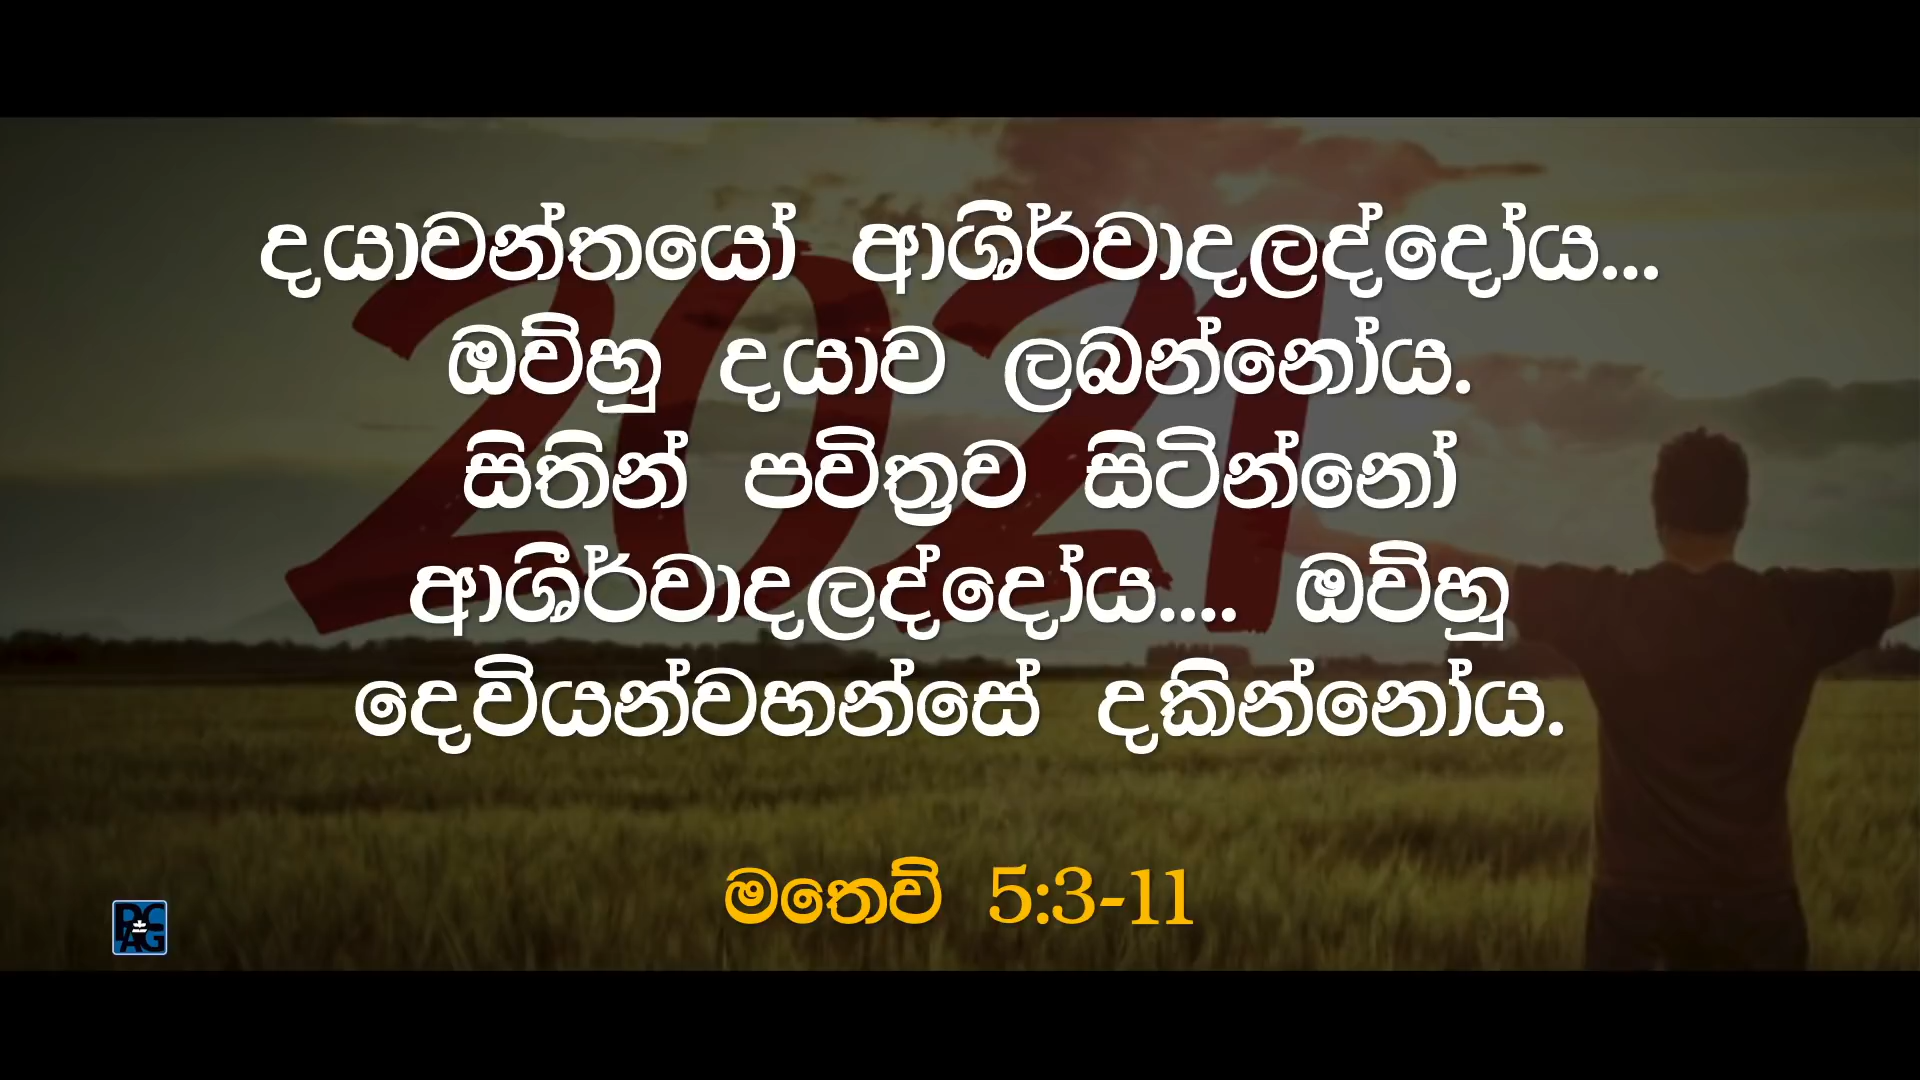 දයාවන්තයෝ ආශීර්වාදලද්දෝය...
ඔව්හු දයාව ලබන්නෝය.
සිතින් පවිත්‍රව සිටින්නෝ
ආශීර්වාදලද්දෝය.... ඔව්හු
දෙවියන්වහන්සේ දකින්නෝය.
2021
මතෙව් 5:3-11